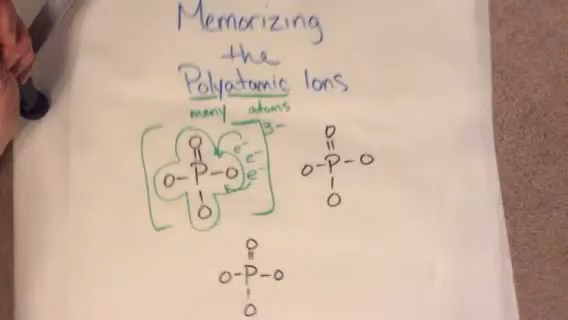 Memorizing
the
Polyatomic Ions
many atoms
3-
O
e-
e-
O-P-O
e-
O
O
O-P-O
O
O
O-P-O
O